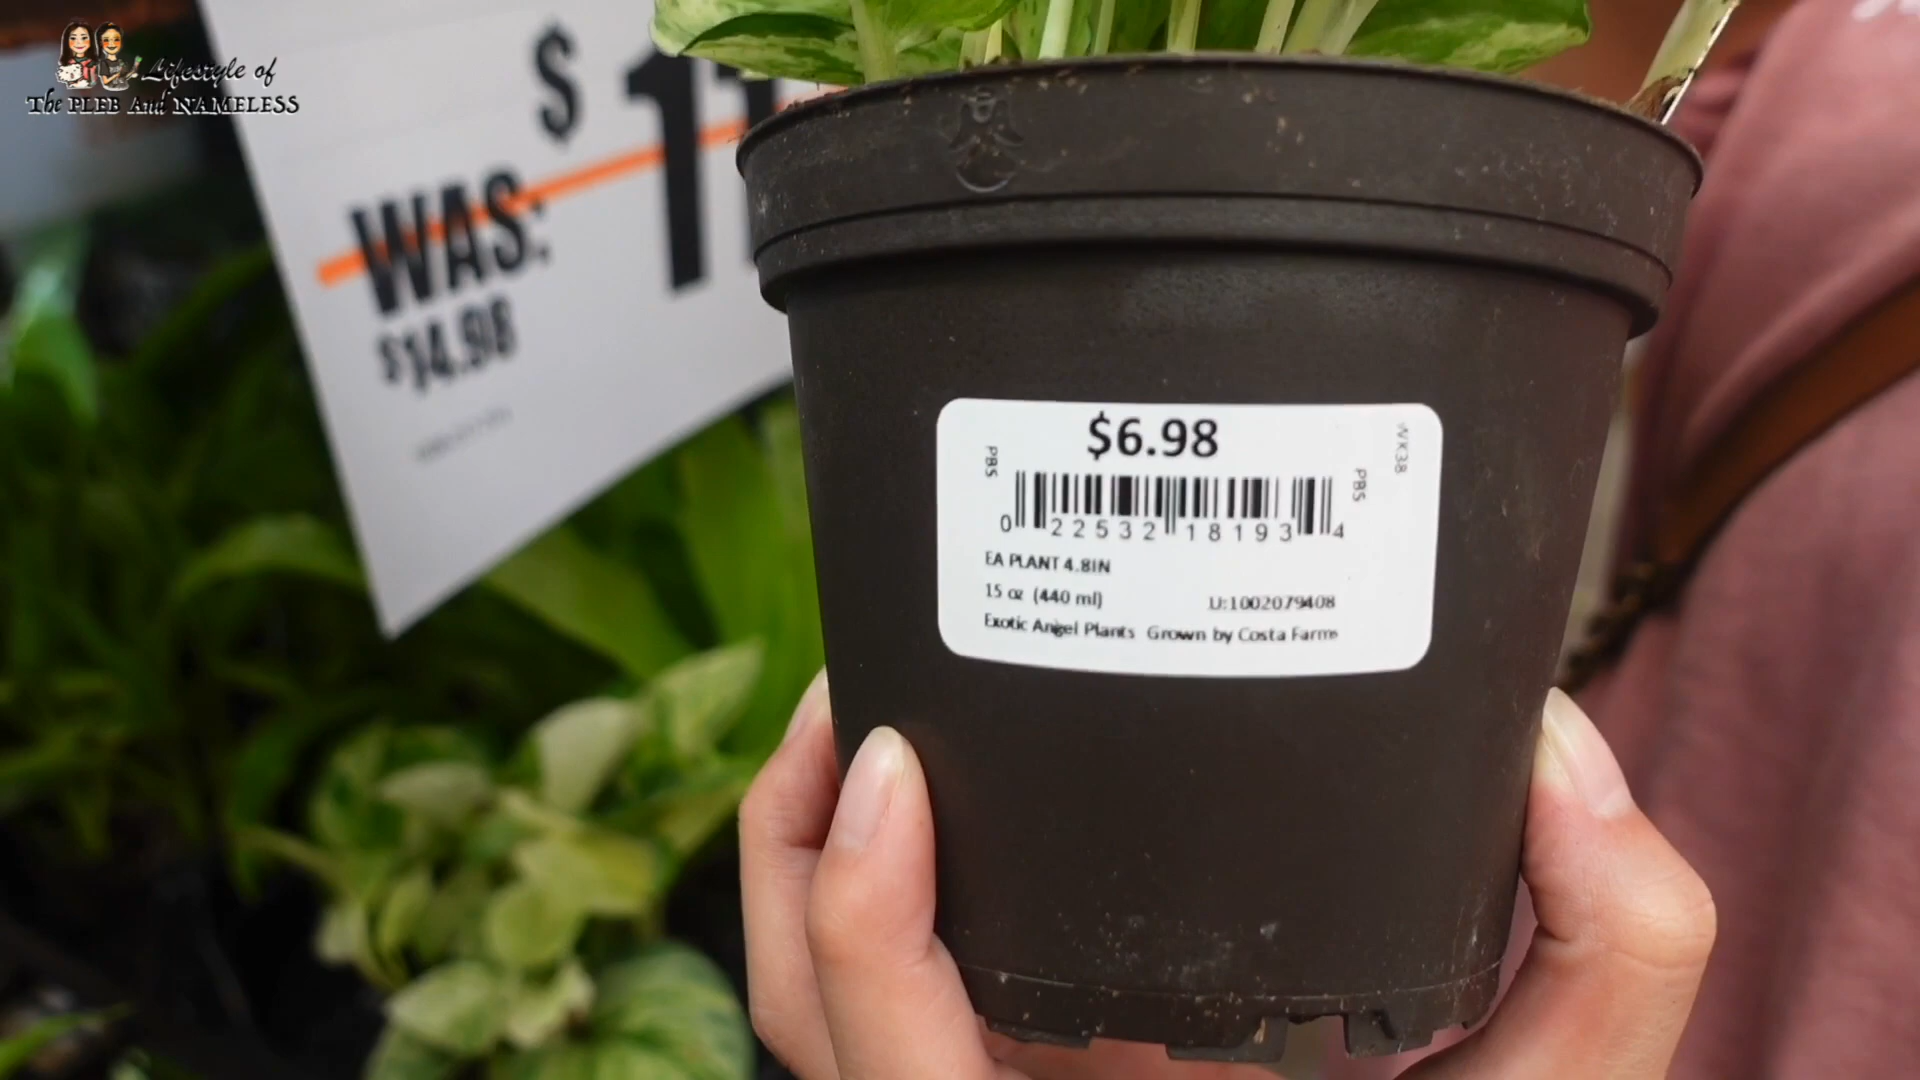 Lifestyle of
The PLEB And NAMELESS
$
WAS:
$14.98
$6.98
PBS
PBS
WK38
0 22532 18193 4
EA PLANT 4.8IN
15 oz (440 ml)
U:1002079408
Exotic Angel Plants Grown by Costa Farms